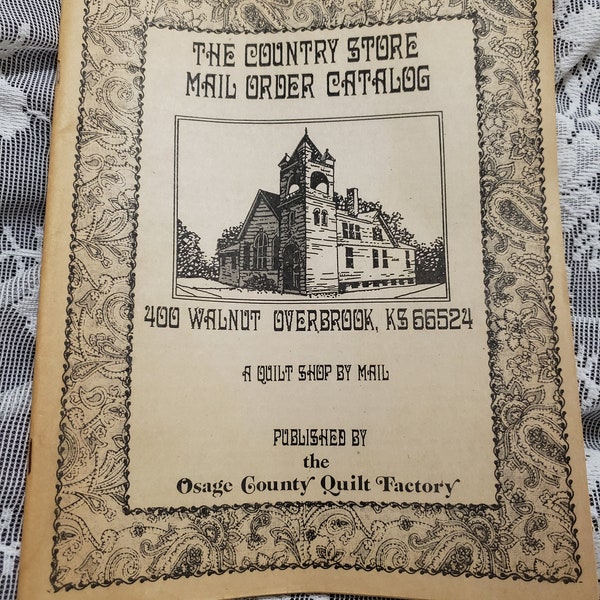 THE COUNTRY STORE
MAIL ORDER CATALOG
400 WALNUT OVERBROOK, KS 66524
A QUILT SHOP BY MAIL
PUBLISHED BY
the
Osage County Quilt Factory